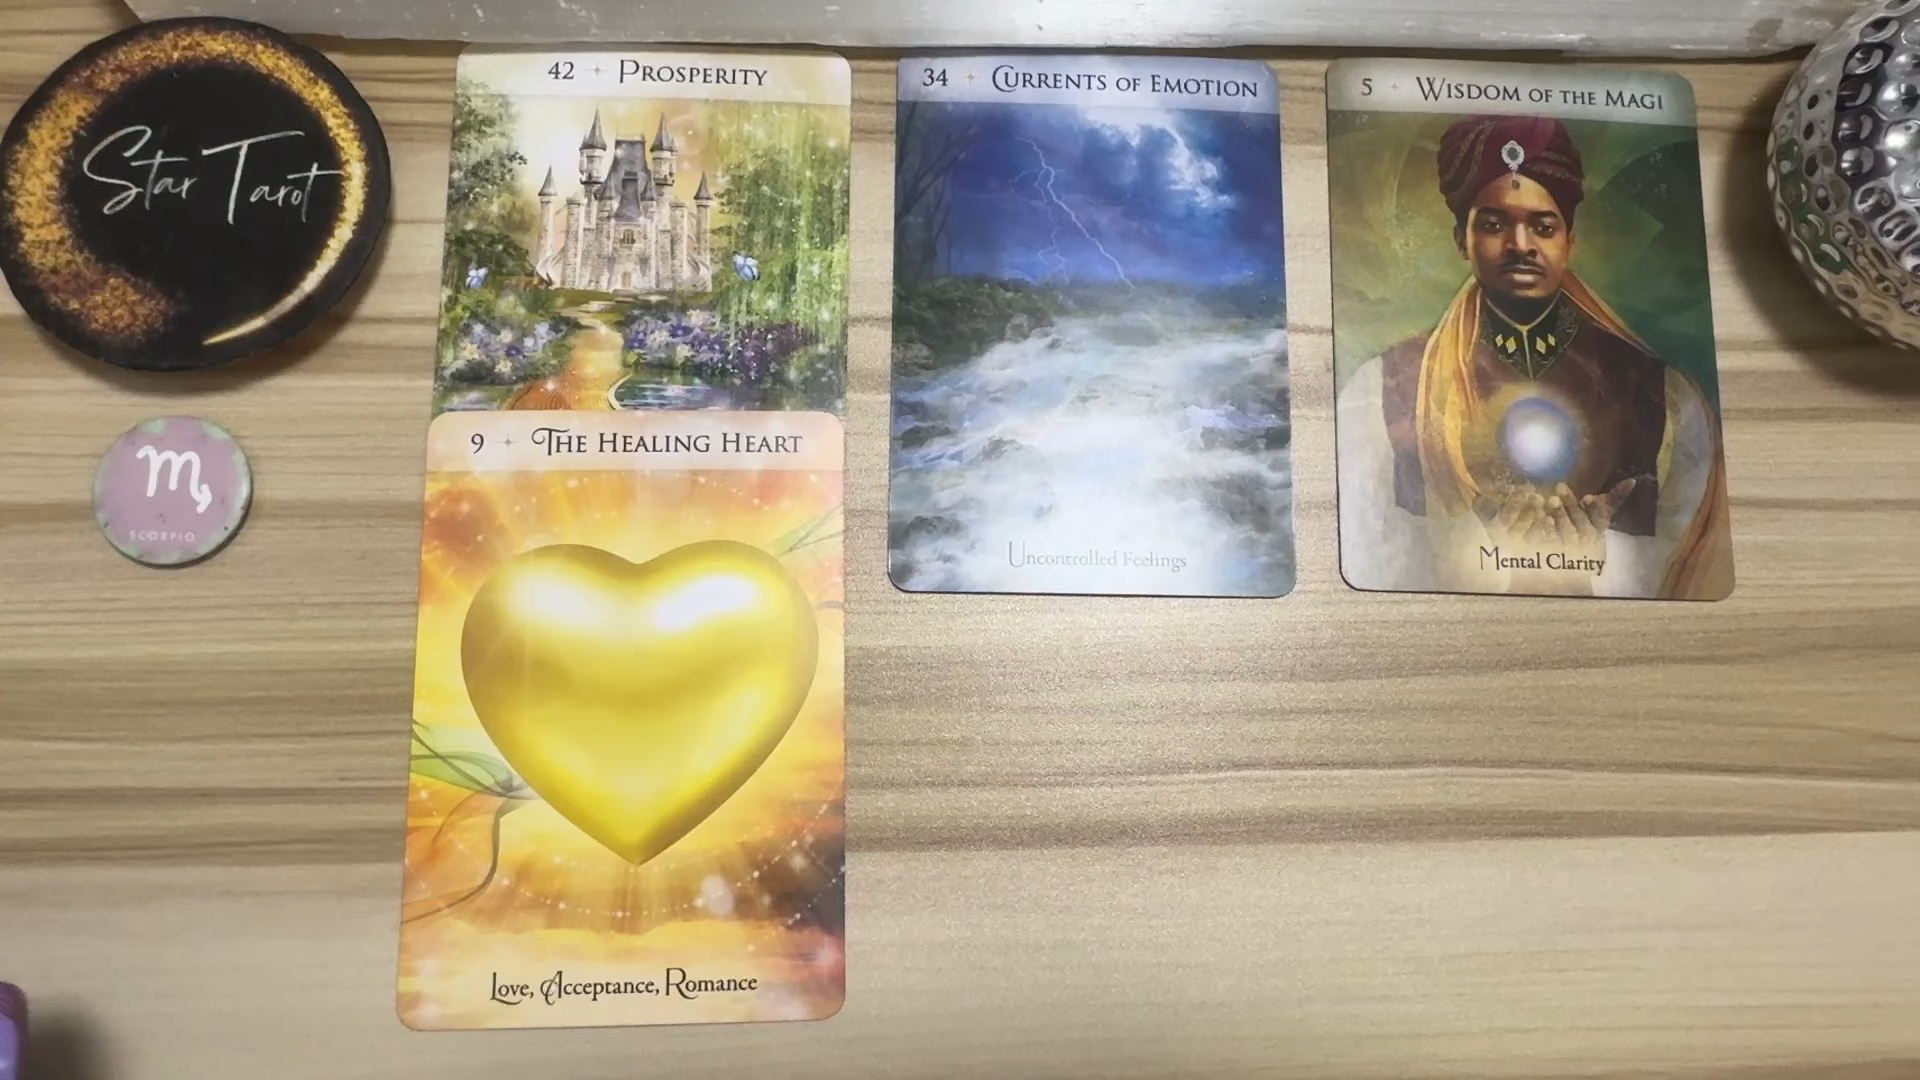 Star Tarot
SCORPIO
42 PROSPERITY
9 THE HEALING HEART
Love, Acceptance, Romance
34 CURRENTS OF EMOTION
Uncontrolled Feelings
5 WISDOM OF THE MAGI
Mental Clarity